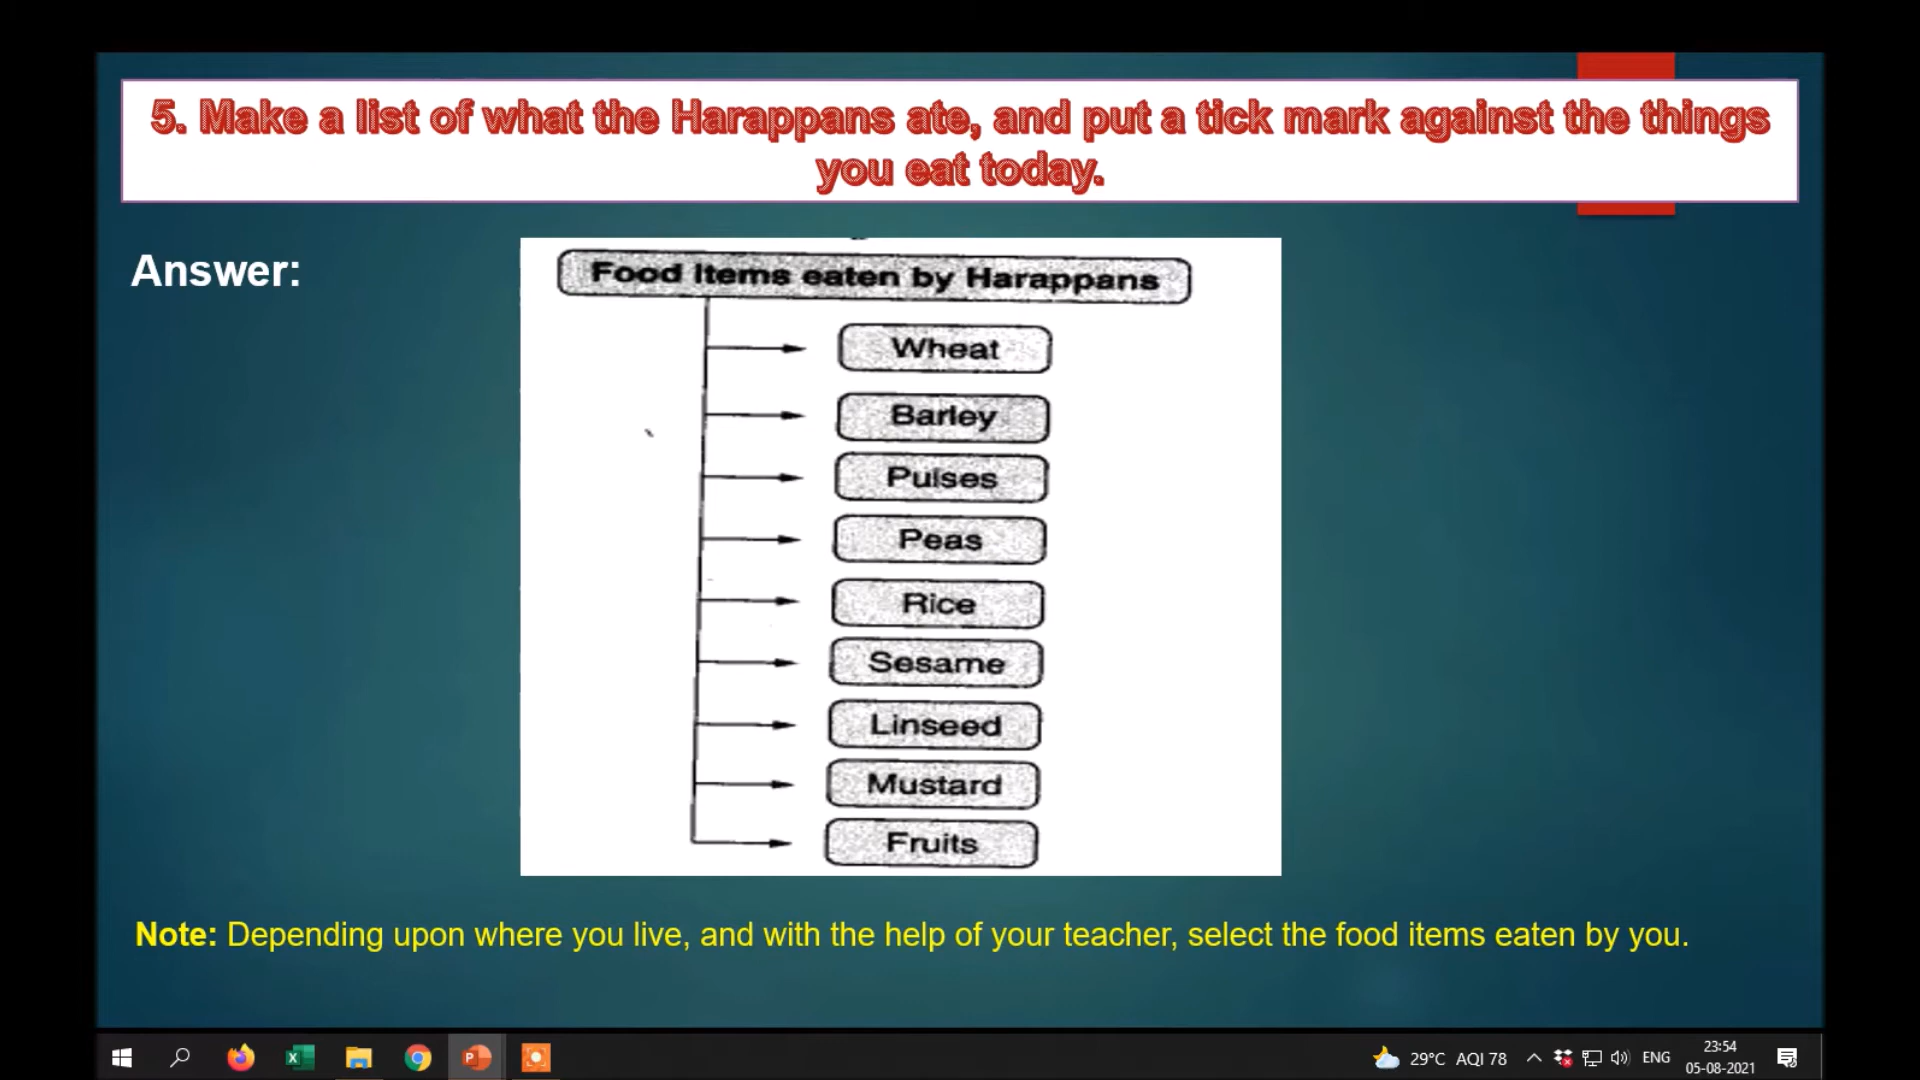 5. Make a list of what the Harappans ate, and put a tick mark against the things
you eat today.
Answer:
Food Items eaten by Harappans
Wheat
Barley
Pulses
Peas
Rice
Sesame
Linseed
Mustard
Fruits
Note: Depending upon where you live, and with the help of your teacher, select the food items eaten by you.
29°C AQI 78
ENG
23:54
05-08-2021